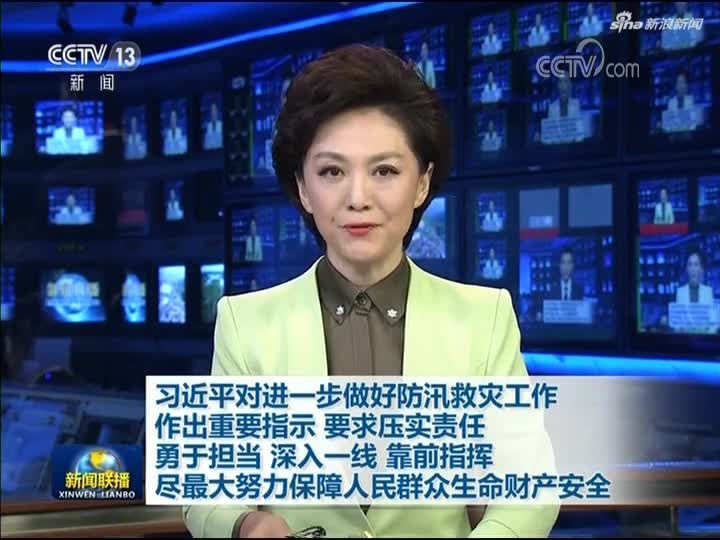 CCTV 13
新闻
sina 新浪新闻
CCTV.com
习近平对进一步做好防汛救灾工作
作出重要指示 要求压实责任
勇于担当 深入一线 靠前指挥
尽最大努力保障人民群众生命财产安全
新闻联播
XINWEN LIANBO